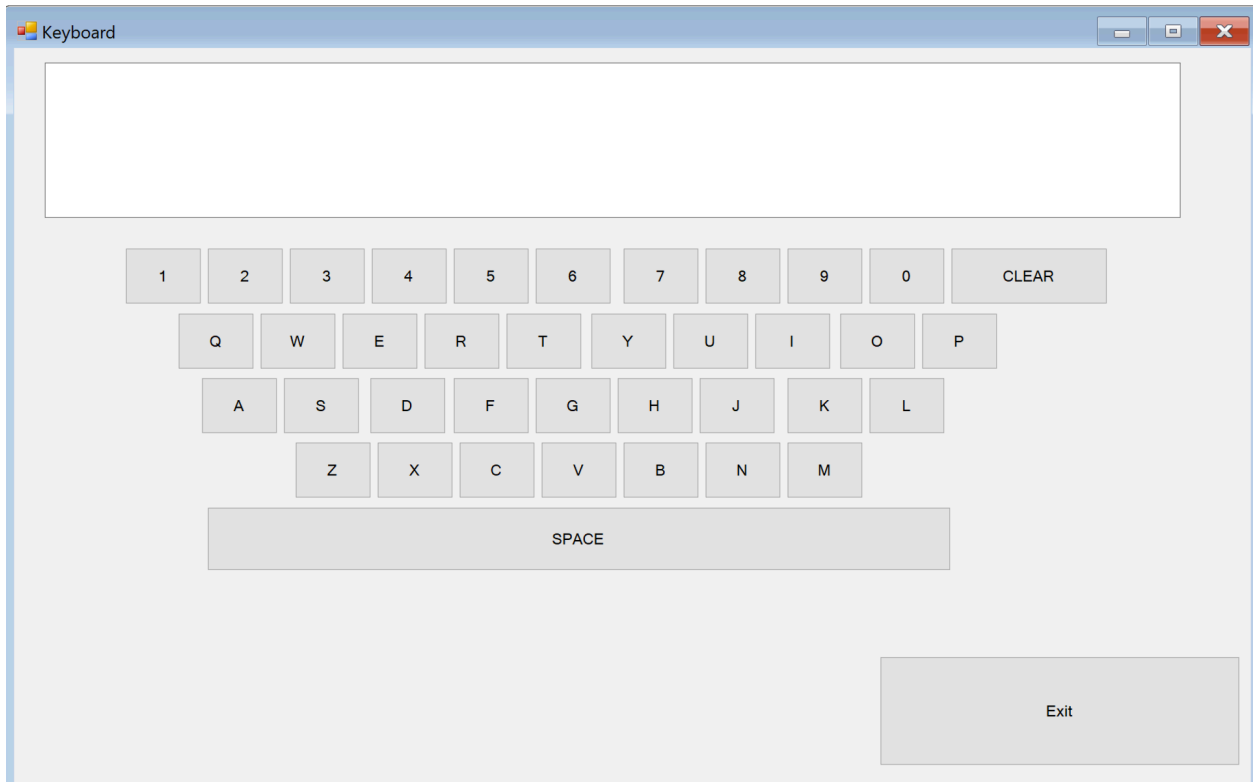 Keyboard
1 2 3 4 5 6 7 8 9 0 CLEAR
Q W E R T Y U I O P
A S D F G H J K L
Z X C V B N M
SPACE
Exit